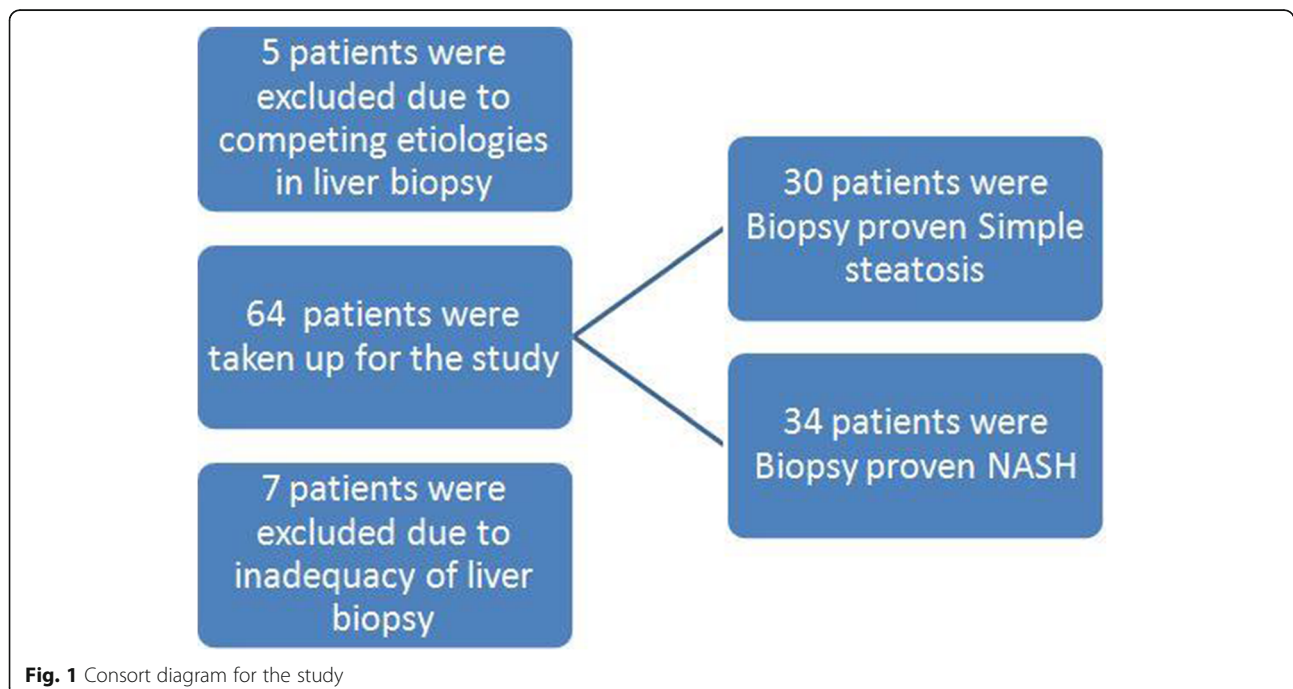 5 patients were
excluded due to
competing etiologies
in liver biopsy
64 patients were
taken up for the study
7 patients were
excluded due to
inadequacy of liver
biopsy
30 patients were
Biopsy proven Simple
steatosis
34 patients were
Biopsy proven NASH
Fig. 1 Consort diagram for the study